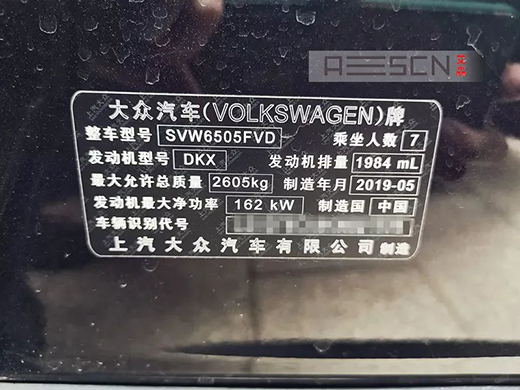 大众汽车(VOLKSWAGEN)牌
整车型号 SVW6505FVD 乘坐人数 7
发动机型号 DKX 发动机排量 1984 mL
最大允许总质量 2605kg 制造年月 2019-05
发动机最大净功率 162 kW 制造国 中国
车辆识别代号
上汽大众汽车有限公司 制造